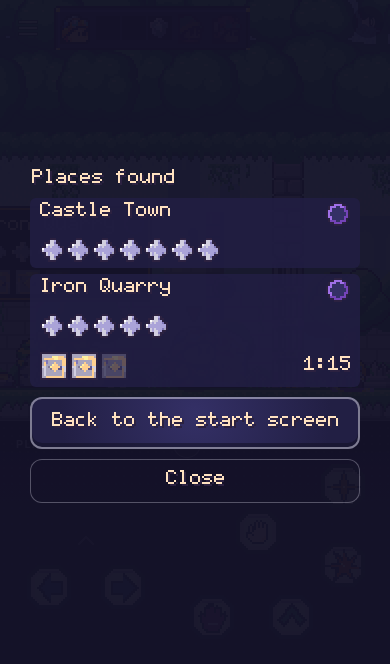 Places found
Castle Town
Iron Quarry
1:15
Back to the start screen
Close